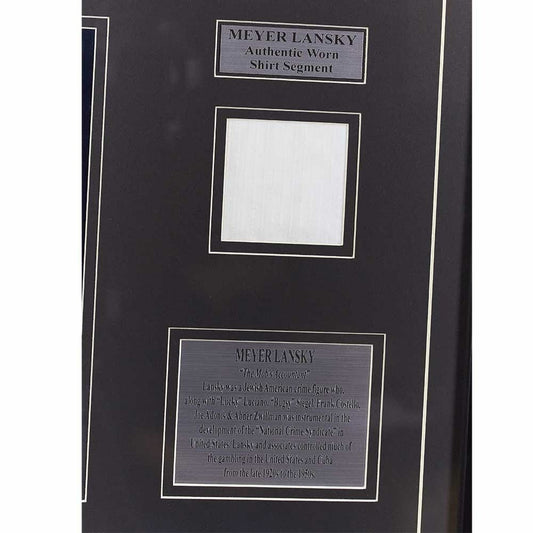 MEYER LANSKY
Authentic Worn
Shirt Segment
MEYER LANSKY
"The Mob's Accountant"
Lansky was a Jewish American crime figure who,
along with "Lucky" Luciano, "Bugsy" Siegel, Frank Costello,
Joe Adonis & Abner Zwillman was instrumental in the
development of the "National Crime Syndicate" in
United States. Lansky and associates controlled much of
the gambling in the United States and Cuba
from the late 1920s to the 1950s.